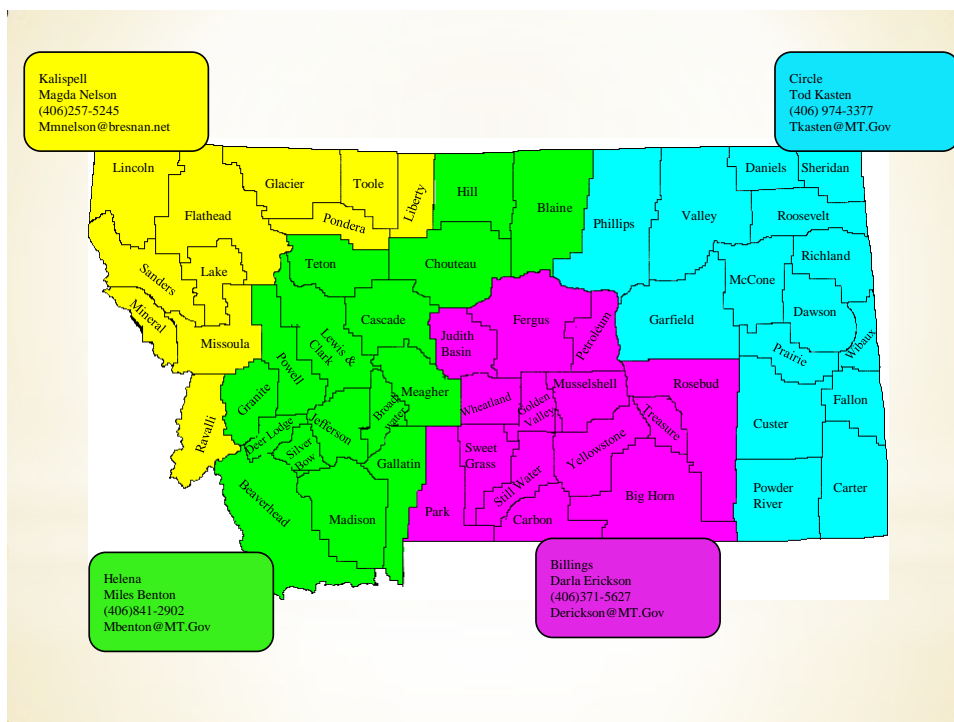 Kalispell
Magda Nelson
(406)257-5245
Mmnelson@bresnan.net
Circle
Tod Kasten
(406) 974-3377
Tkasten@MT.Gov
Lincoln
Flathead
Glacier
Toole
Liberty
Pondera
Hill
Blaine
Phillips
Valley
Daniels
Sheridan
Roosevelt
Richland
Sanders
Lake
Teton
Chouteau
McCone
Dawson
Wibaux
Mineral
Missoula
Cascade
Lewis &
Clark
Powell
Judith
Basin
Fergus
Petroleum
Garfield
Prairie
Ravalli
Granite
Deer Lodge
Silver
Bow
Jefferson
Broad
water
Meagher
Wheatland
Golden
Valley
Musselshell
Rosebud
Treasure
Custer
Fallon
Beaverhead
Madison
Gallatin
Park
Sweet
Grass
Still Water
Carbon
Yellowstone
Big Horn
Powder
River
Carter
Helena
Miles Benton
(406)841-2902
Mbenton@MT.Gov
Billings
Darla Erickson
(406)371-5627
Derickson@MT.Gov